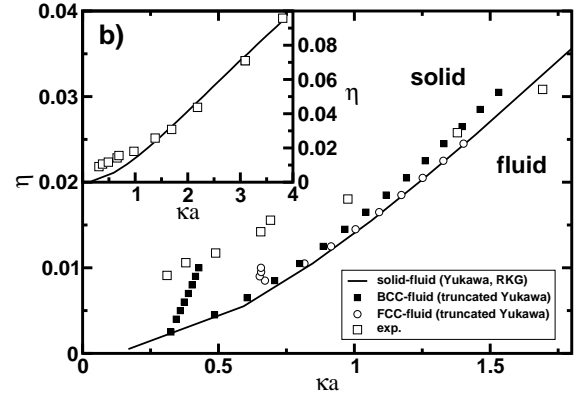 b)
0.08
0.06
0.04
0.02
0
η
0 1 2 3 4
κa
solid
fluid
0.04
0.03
0.02
0.01
0
η
solid-fluid (Yukawa, RKG)
BCC-fluid (truncated Yukawa)
FCC-fluid (truncated Yukawa)
exp.
0 0.5 1 1.5
κa